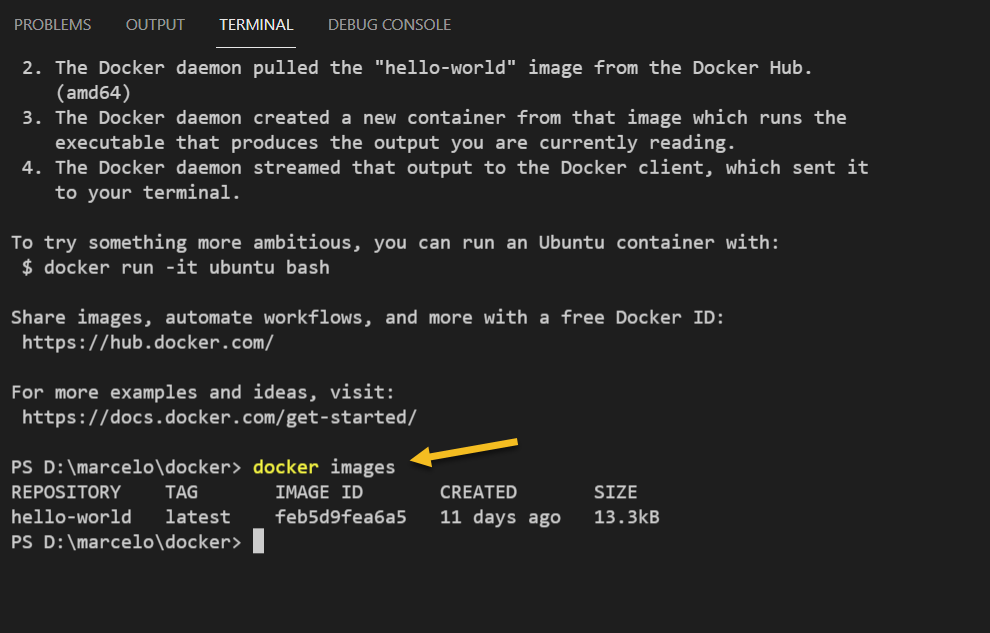 PROBLEMS OUTPUT TERMINAL DEBUG CONSOLE
2. The Docker daemon pulled the "hello-world" image from the Docker Hub.
(amd64)
3. The Docker daemon created a new container from that image which runs the
executable that produces the output you are currently reading.
4. The Docker daemon streamed that output to the Docker client, which sent it
to your terminal.
To try something more ambitious, you can run an Ubuntu container with:
$ docker run -it ubuntu bash
Share images, automate workflows, and more with a free Docker ID:
https://hub.docker.com/
For more examples and ideas, visit:
https://docs.docker.com/get-started/
PS D:\marcelo\docker> docker images
REPOSITORY TAG IMAGE ID CREATED SIZE
hello-world latest feb5d9fea6a5 11 days ago 13.3kB
PS D:\marcelo\docker>